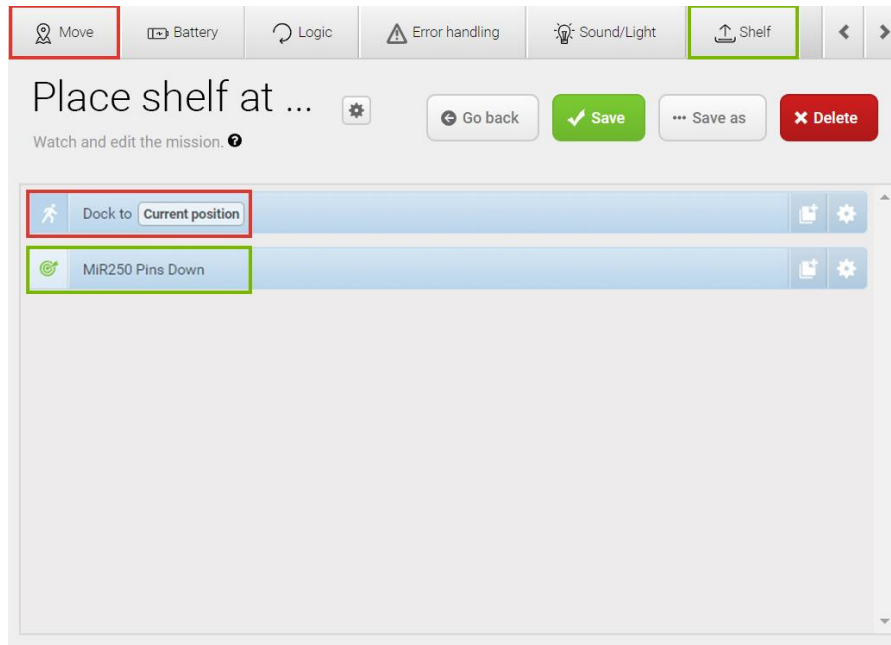 Move Battery Logic Error handling Sound/Light Shelf
Place shelf at ...
Go back Save Save as Delete
Watch and edit the mission.
Dock to Current position
MiR250 Pins Down